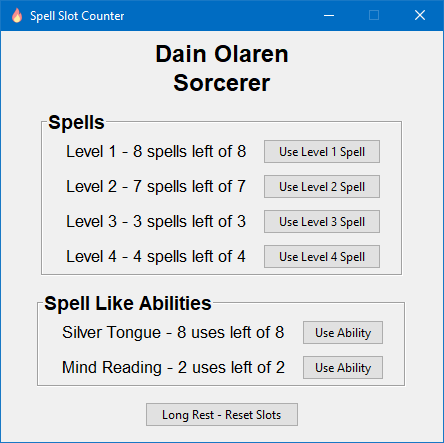 Spell Slot Counter
Dain Olaren
Sorcerer
Spells
Level 1 - 8 spells left of 8 Use Level 1 Spell
Level 2 - 7 spells left of 7 Use Level 2 Spell
Level 3 - 3 spells left of 3 Use Level 3 Spell
Level 4 - 4 spells left of 4 Use Level 4 Spell
Spell Like Abilities
Silver Tongue - 8 uses left of 8 Use Ability
Mind Reading - 2 uses left of 2 Use Ability
Long Rest - Reset Slots